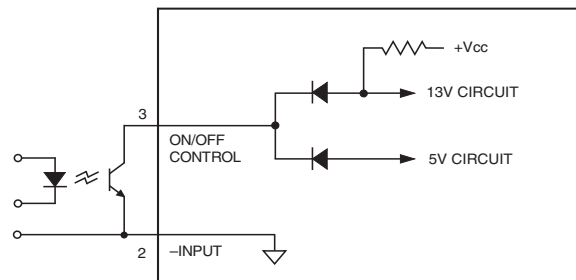 +Vcc
13V CIRCUIT
3
ON/OFF
CONTROL
5V CIRCUIT
2
–INPUT